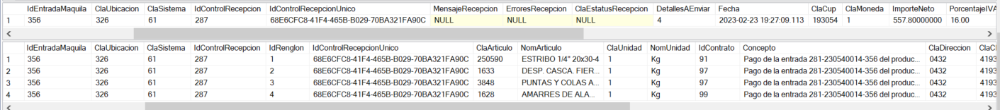 IdEntradaMaquila ClaUbicacion ClaSistema IdControlRecepcion IdControlRecepcionUnico MensajeRecepcion ErroresRecepcion ClaEstatusRecepcion DetallesAEnviar Fecha ClaCup ClaMoneda ImporteNeto PorcentajeIVA
1 356 326 61 287 68E6CFC8-41F4-465B-B029-70BA321FA90C NULL NULL NULL 4 2023-02-23 19:27:09.113 193054 1 557.80000000 16.00
IdEntradaMaquila ClaUbicacion ClaSistema IdControlRecepcion IdRenglon IdControlRecepcionUnico ClaArticulo NomArticulo ClaUnidad NomUnidad IdContrato Concepto ClaDireccion ClaCl
1 356 326 61 287 1 68E6CFC8-41F4-465B-B029-70BA321FA90C 250590 ESTRIBO 1/4" 20x30-4 1 Kg 91 Pago de la entrada 281-230540014-356 del produc... 0432 4193
2 356 326 61 287 2 68E6CFC8-41F4-465B-B029-70BA321FA90C 1633 DESP. CASCA. FIER... 1 Kg 97 Pago de la entrada 281-230540014-356 del produc... 0432 4193
3 356 326 61 287 3 68E6CFC8-41F4-465B-B029-70BA321FA90C 3848 PUNTAS Y COLAS A... 1 Kg 97 Pago de la entrada 281-230540014-356 del produc... 0432 4193
4 356 326 61 287 4 68E6CFC8-41F4-465B-B029-70BA321FA90C 1628 AMARRES DE ALA... 1 Kg 99 Pago de la entrada 281-230540014-356 del produc... 0432 4193